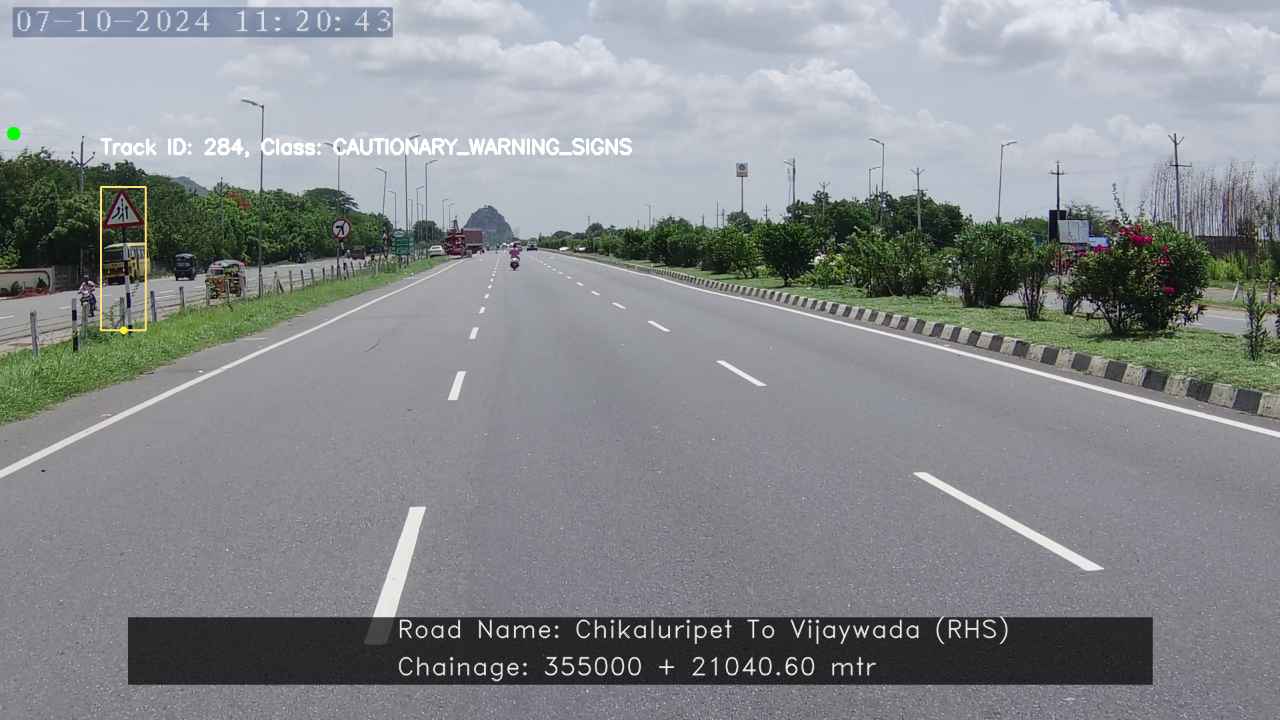 07-10-2024 11:20:43
Track ID: 284, Class: CAUTIONARY_WARNING_SIGNS
Road Name: Chikaluripet To Vijaywada (RHS)
Chainage: 355000 + 21040.60 mtr